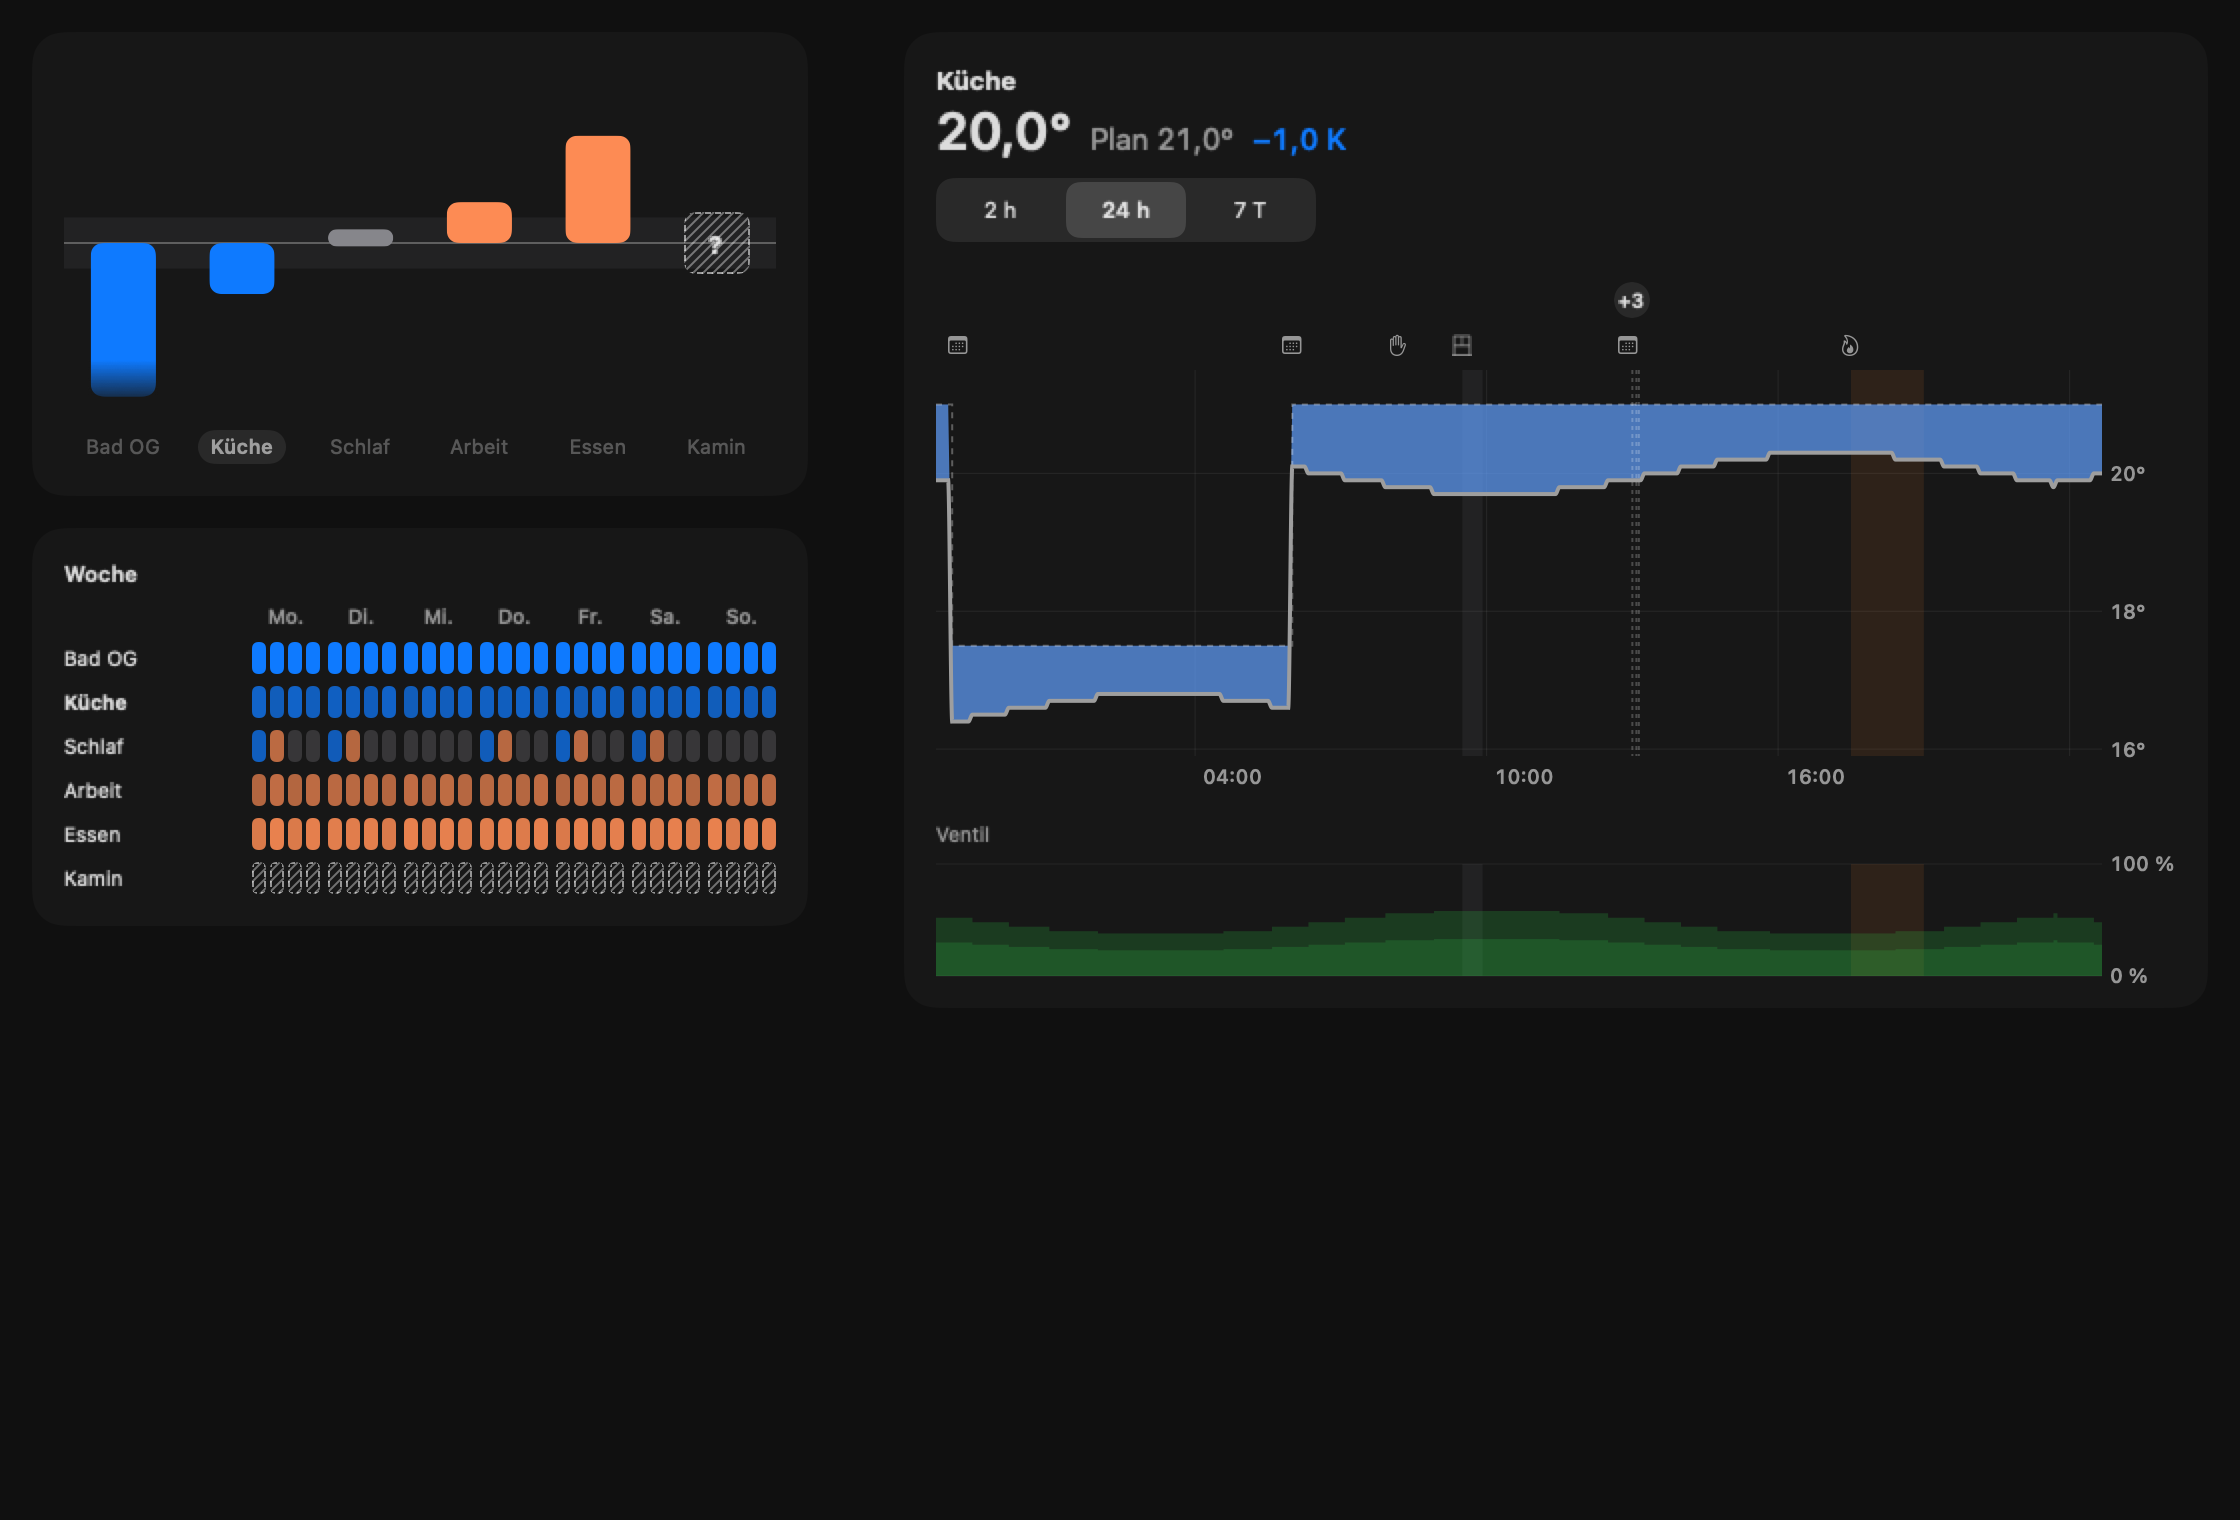 ?
Bad OG Küche Schlaf Arbeit Essen Kamin
Woche
Mo. Di. Mi. Do. Fr. Sa. So.
Bad OG
Küche
Schlaf
Arbeit
Essen
Kamin
Küche
20,0° Plan 21,0° –1,0 K
2 h 24 h 7 T
+3
20°
18°
16°
04:00 10:00 16:00
Ventil
100 %
0 %